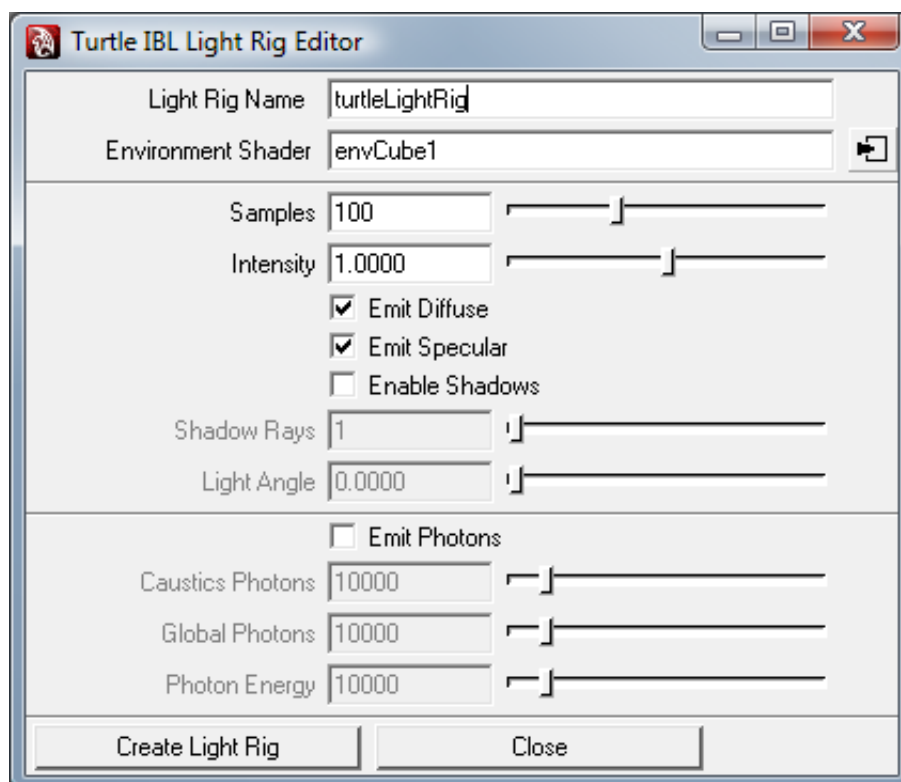 Turtle IBL Light Rig Editor
Light Rig Name turtleLightRig
Environment Shader envCube1
Samples 100
Intensity 1.0000
Emit Diffuse
Emit Specular
Enable Shadows
Shadow Rays 1
Light Angle 0.0000
Emit Photons
Caustics Photons 10000
Global Photons 10000
Photon Energy 10000
Create Light Rig Close